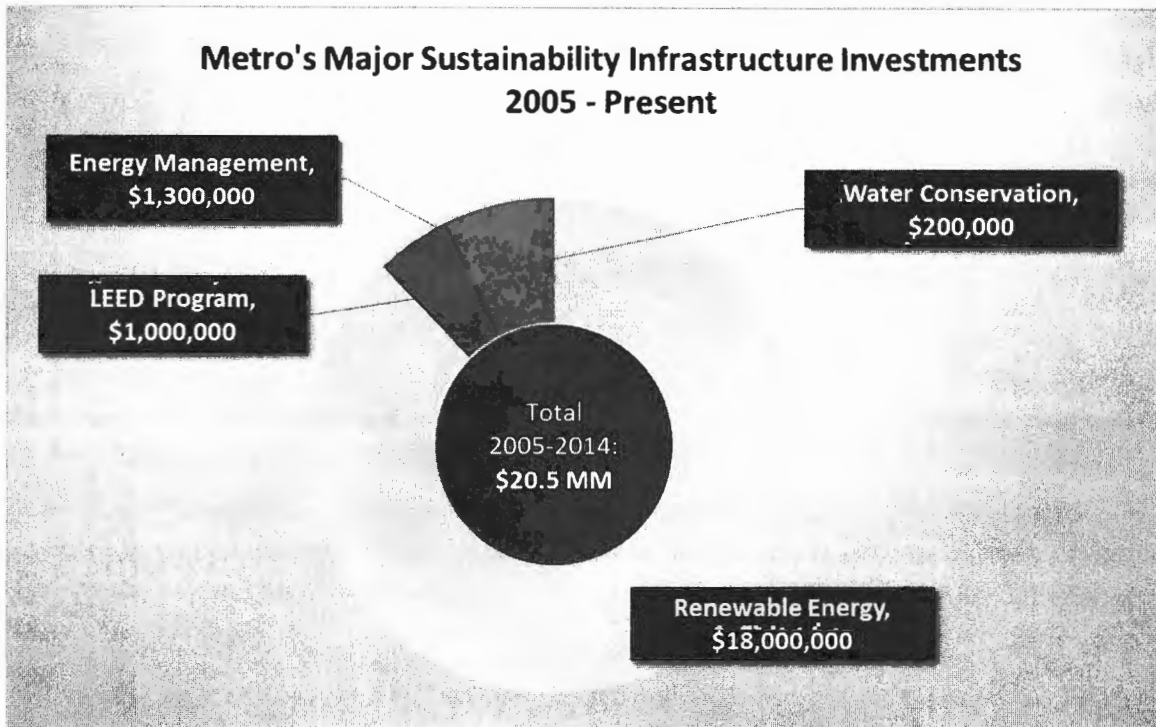 Metro's Major Sustainability Infrastructure Investments
2005 - Present
Energy Management,
$1,300,000
Water Conservation,
$200,000
LEED Program,
$1,000,000
Total
2005-2014:
$20.5 MM
Renewable Energy,
$18,000,000